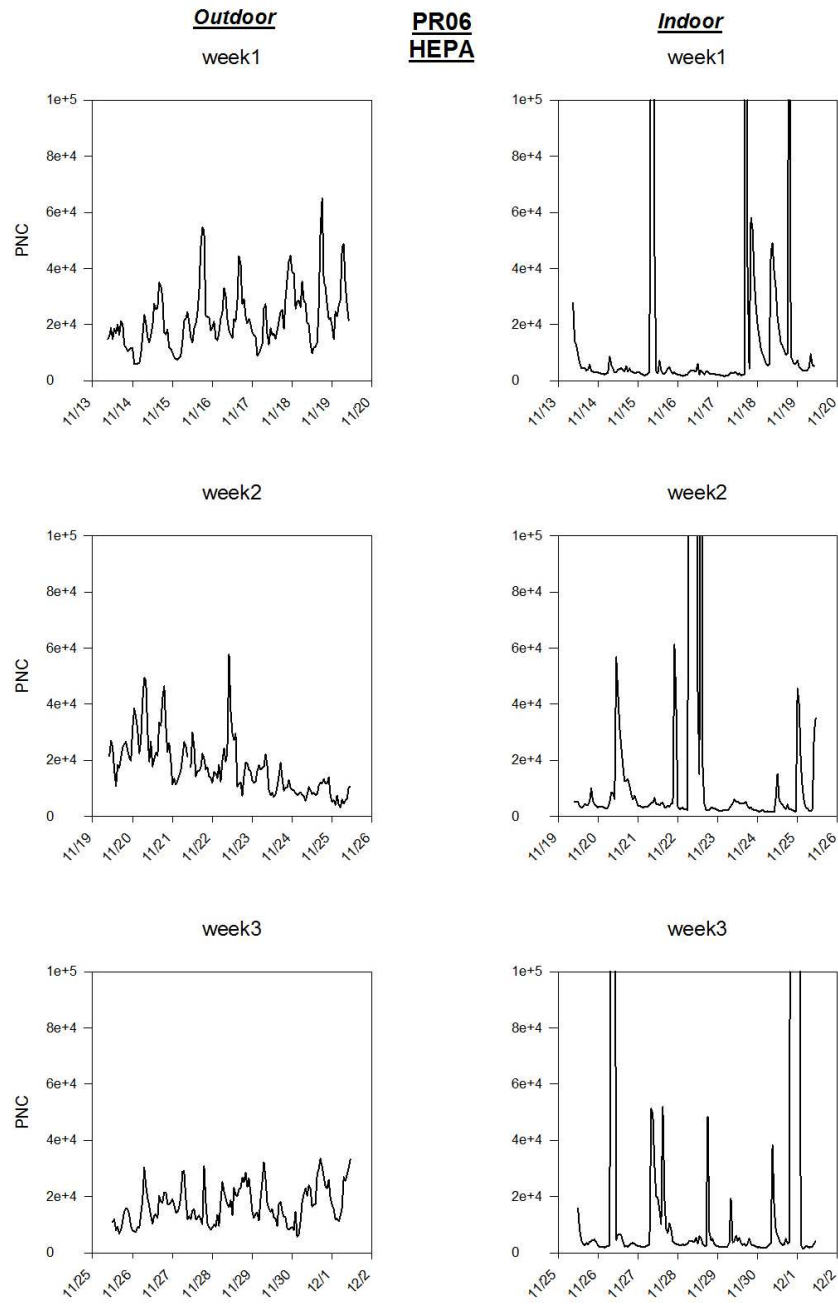 Outdoor
PR06
HEPA
Indoor
week1
week1
PNC
1e+5
8e+4
6e+4
4e+4
2e+4
0
11/13
11/14
11/15
11/16
11/17
11/18
11/19
11/20
1e+5
8e+4
6e+4
4e+4
2e+4
0
11/13
11/14
11/15
11/16
11/17
11/18
11/19
11/20
week2
week2
PNC
1e+5
8e+4
6e+4
4e+4
2e+4
0
11/19
11/20
11/21
11/22
11/23
11/24
11/25
11/26
1e+5
8e+4
6e+4
4e+4
2e+4
0
11/19
11/20
11/21
11/22
11/23
11/24
11/25
11/26
week3
week3
PNC
1e+5
8e+4
6e+4
4e+4
2e+4
0
11/25
11/26
11/27
11/28
11/29
11/30
12/1
12/2
1e+5
8e+4
6e+4
4e+4
2e+4
0
11/25
11/26
11/27
11/28
11/29
11/30
12/1
12/2